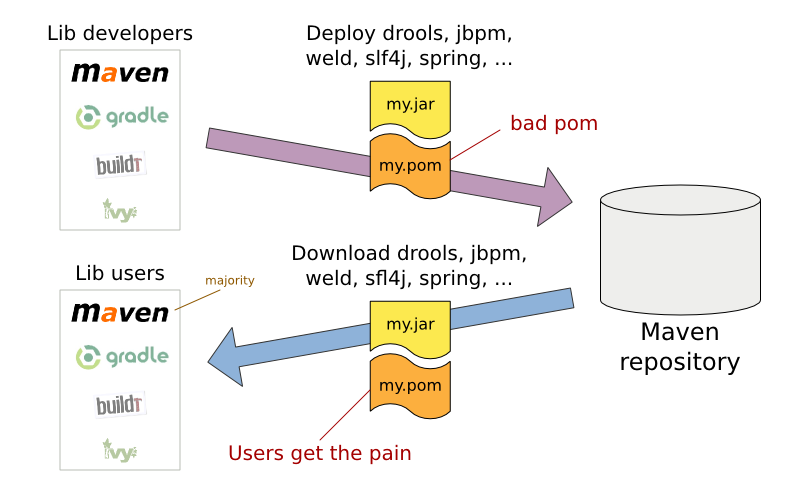 Lib developers
maven
gradle
buildr
ivy
Deploy drools, jbpm,
weld, slf4j, spring, ...
my.jar
my.pom
bad pom
Lib users
majority
maven
gradle
buildr
ivy
Download drools, jbpm,
weld, sfl4j, spring, ...
my.jar
my.pom
Users get the pain
Maven
repository